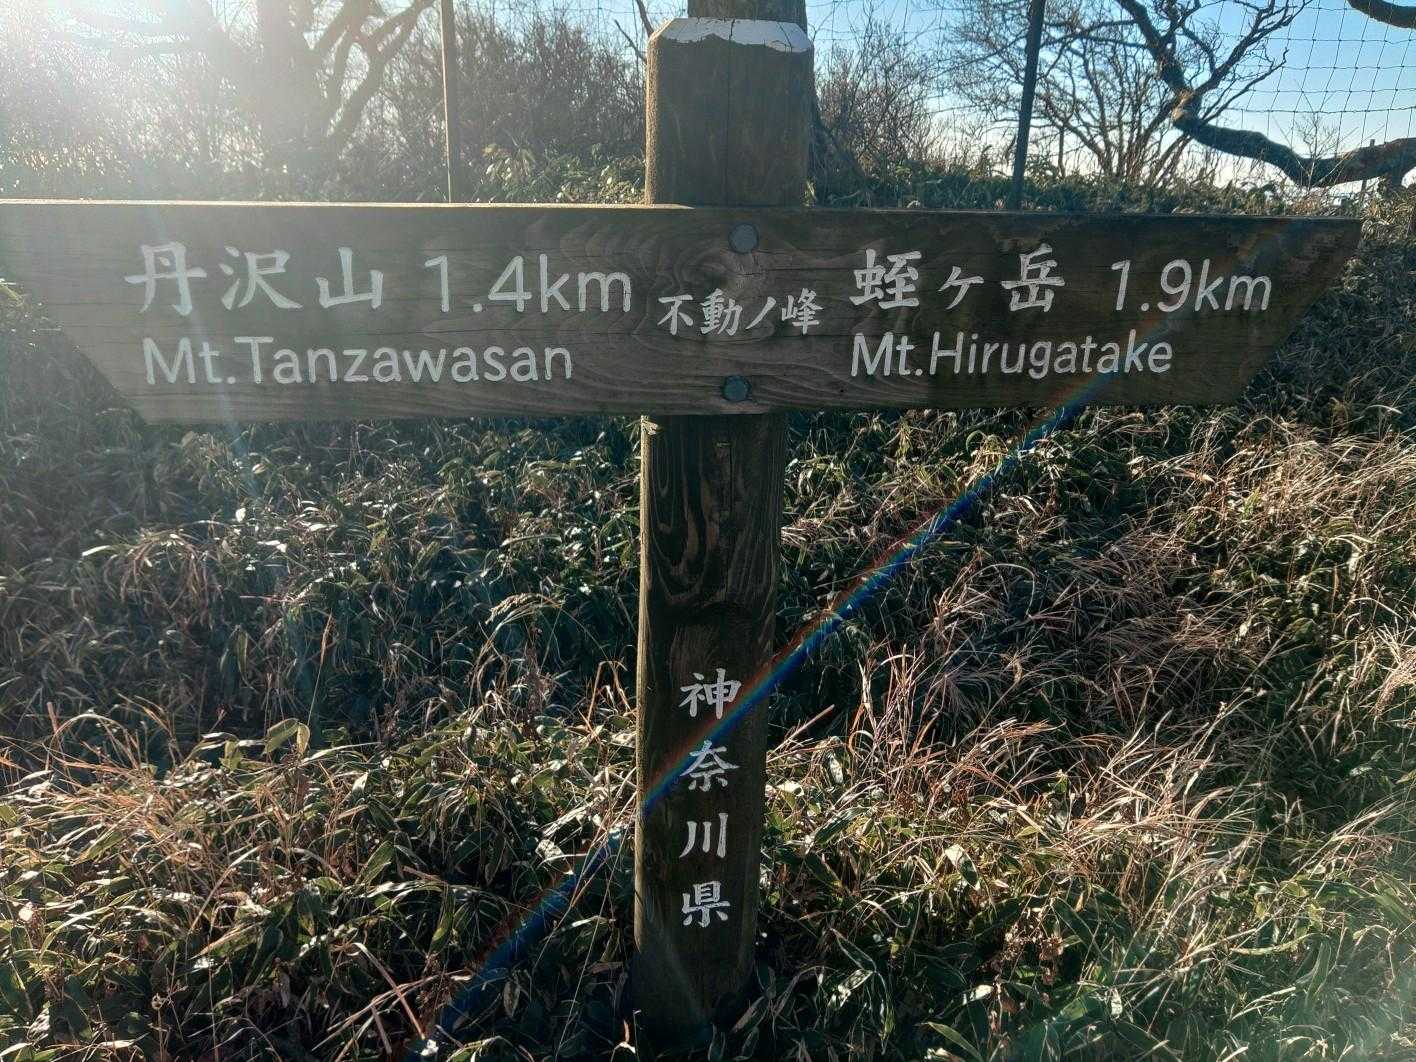 丹沢山 1.4km
Mt.Tanzawasan
不動ノ峰
蛭ヶ岳 1.9km
Mt.Hirugatake
神奈川県